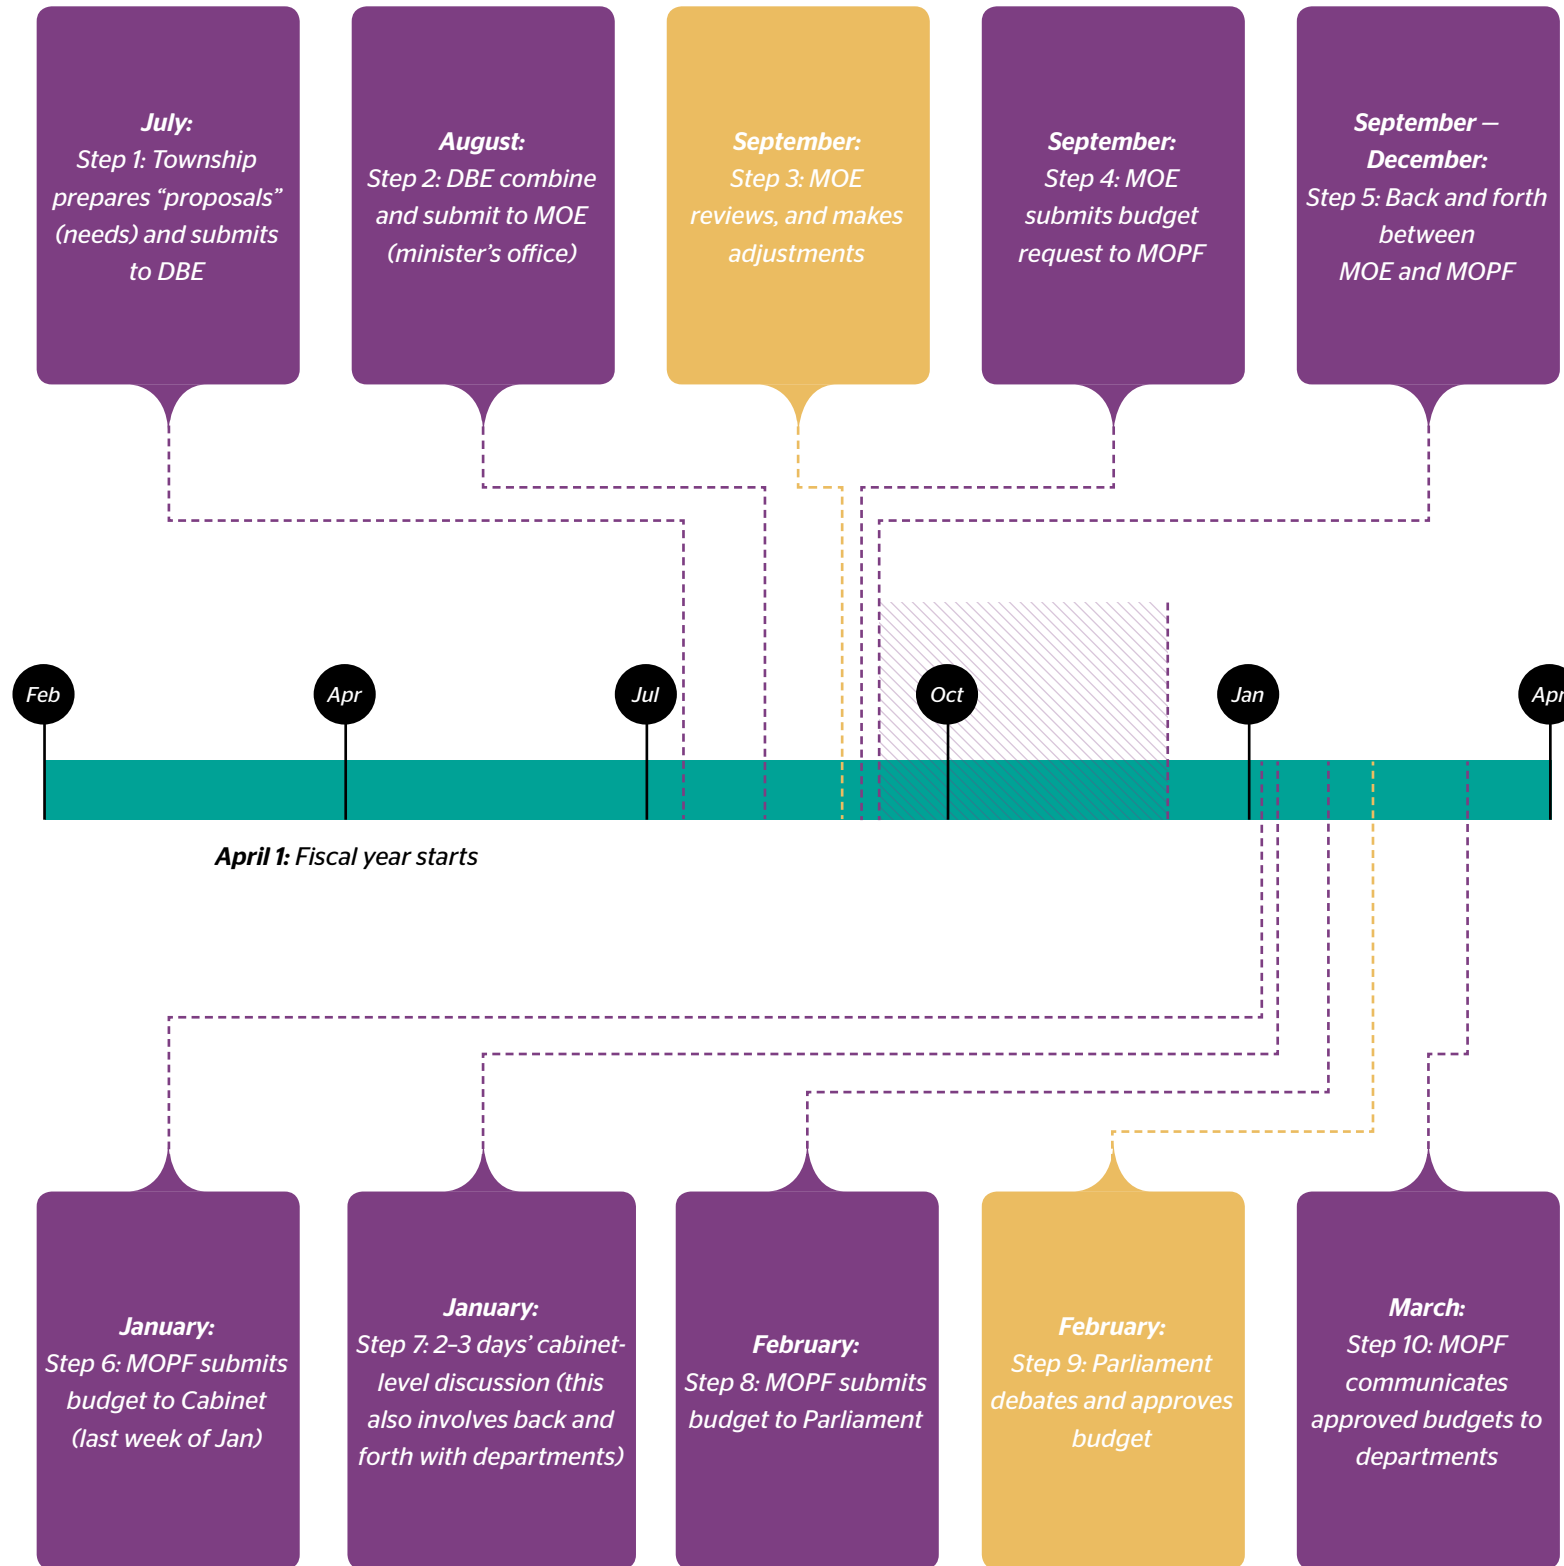 July:
Step 1: Township
prepares “proposals”
(needs) and submits
to DBE
August:
Step 2: DBE combine
and submit to MOE
(minister’s office)
September:
Step 3: MOE
reviews, and makes
adjustments
September:
Step 4: MOE
submits budget
request to MOPF
September –
December:
Step 5: Back and forth
between
MOE and MOPF
Feb
Apr
Jul
Oct
Jan
Apr
April 1: Fiscal year starts
January:
Step 6: MOPF submits
budget to Cabinet
(last week of Jan)
January:
Step 7: 2–3 days’ cabinet-
level discussion (this
also involves back and
forth with departments)
February:
Step 8: MOPF submits
budget to Parliament
February:
Step 9: Parliament
debates and approves
budget
March:
Step 10: MOPF
communicates
approved budgets to
departments